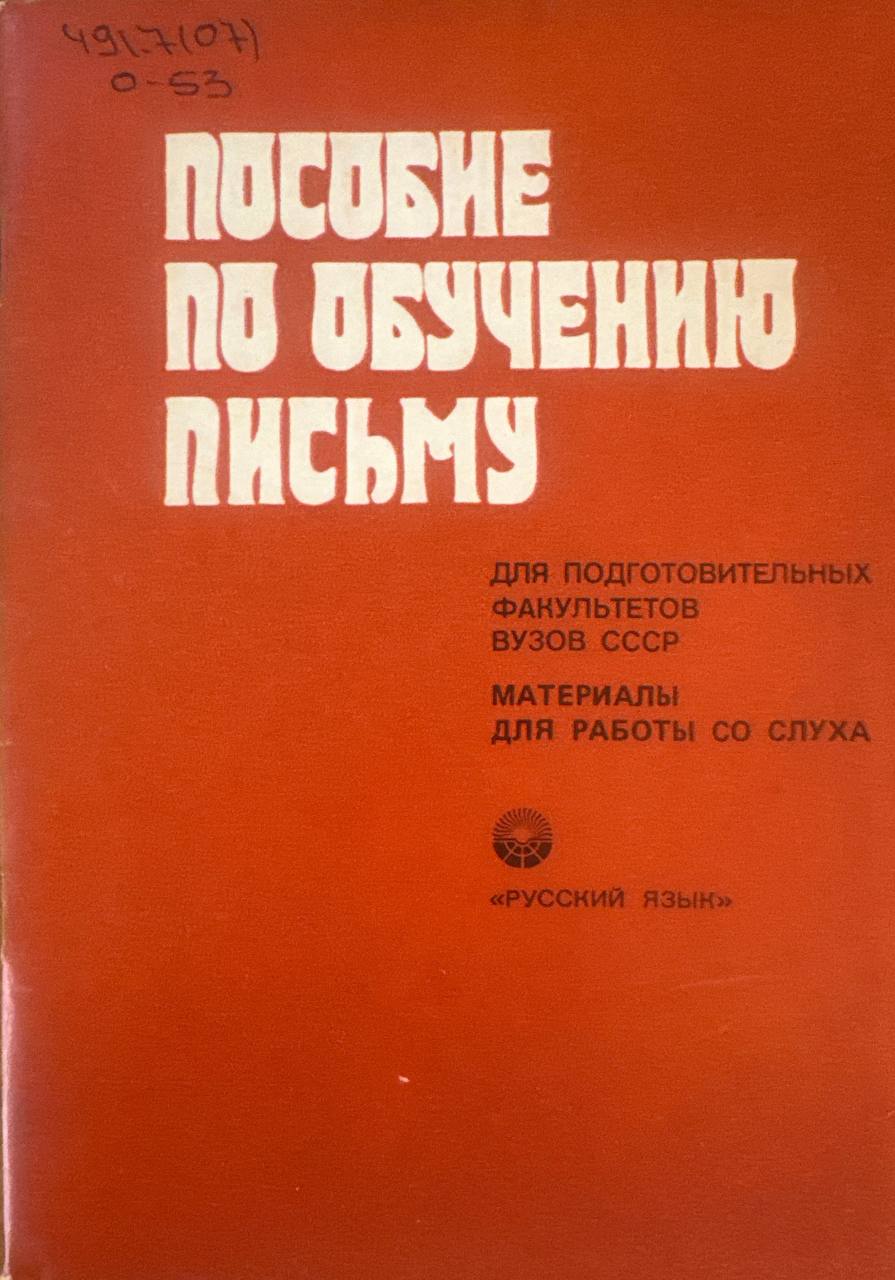 491.7(07)
О-53
ПОСОБИЕ
ПО ОБУЧЕНИЮ
ПИСЬМУ
ДЛЯ ПОДГОТОВИТЕЛЬНЫХ
ФАКУЛЬТЕТОВ
ВУЗОВ СССР
МАТЕРИАЛЫ
ДЛЯ РАБОТЫ СО СЛУХА
«РУССКИЙ ЯЗЫК»